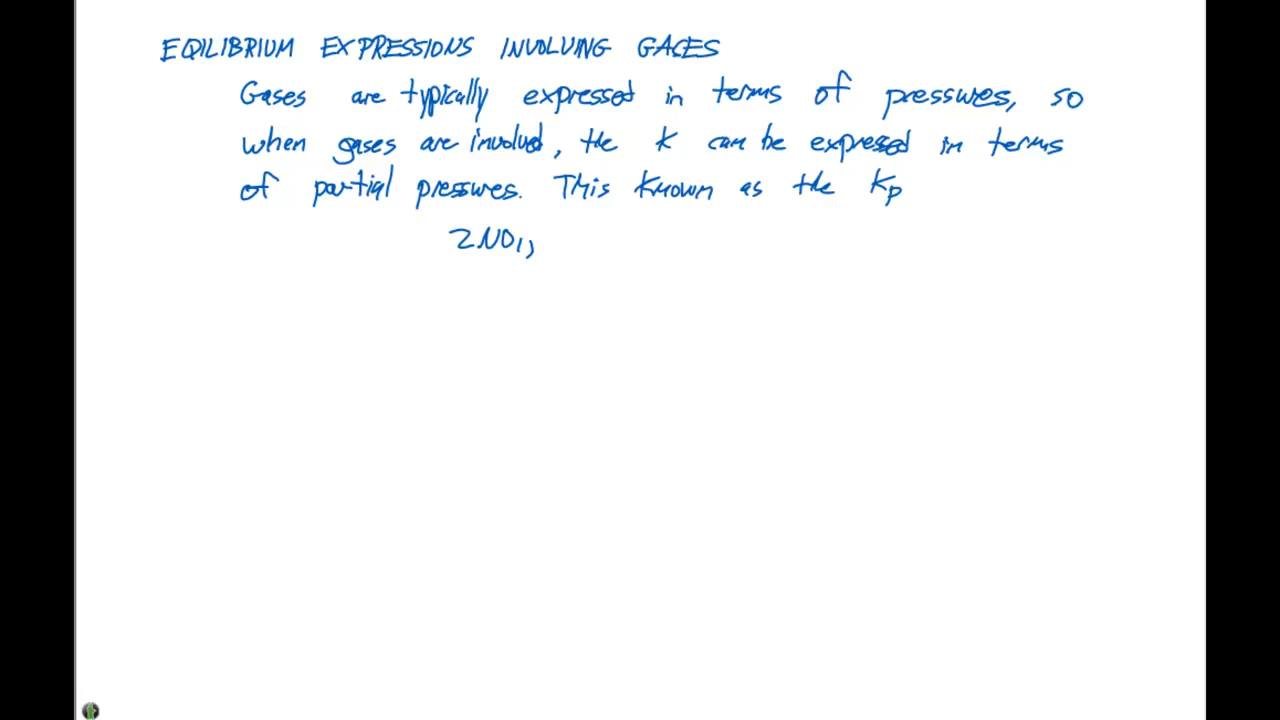 EQILIBRIUM EXPRESSIONS INVOLVING GASES
Gases are typically expressed in terms of pressures, so
when gases are involved, the K can be expressed in terms
of partial pressures. This known as the Kp
2NO